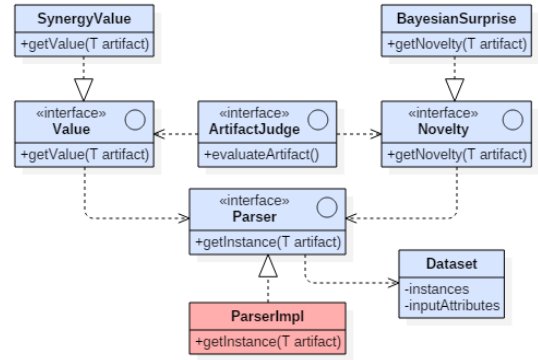 SynergyValue
+getValue(T artifact)
BayesianSurprise
+getNovelty(T artifact)
«interface»
Value
+getValue(T artifact)
«interface»
ArtifactJudge
+evaluateArtifact()
«interface»
Novelty
+getNovelty(T artifact)
«interface»
Parser
+getInstance(T artifact)
Dataset
-instances
-inputAttributes
ParserImpl
+getInstance(T artifact)